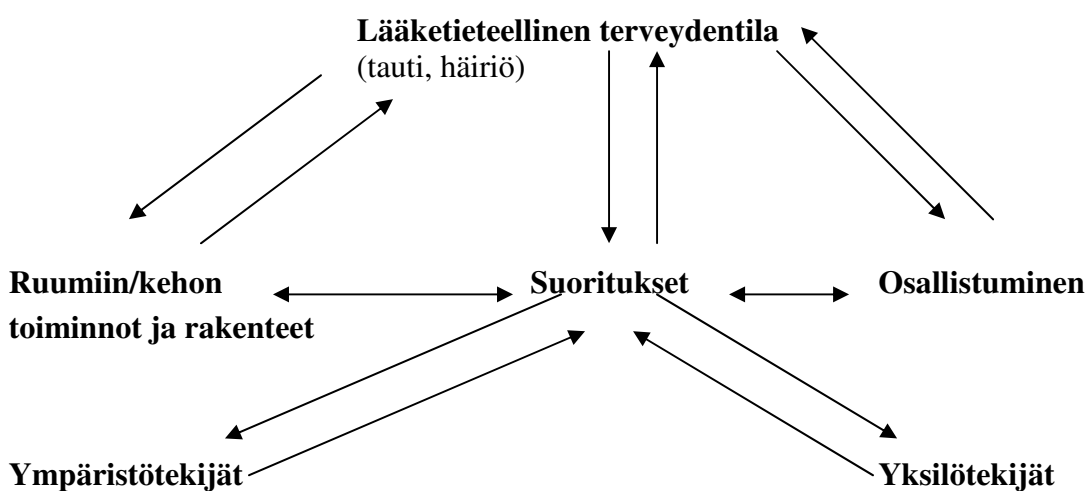 Lääketieteellinen terveydentila
(tauti, häiriö)
Ruumiin/kehon
toiminnot ja rakenteet
Suoritukset
Osallistuminen
Ympäristötekijät
Yksilötekijät